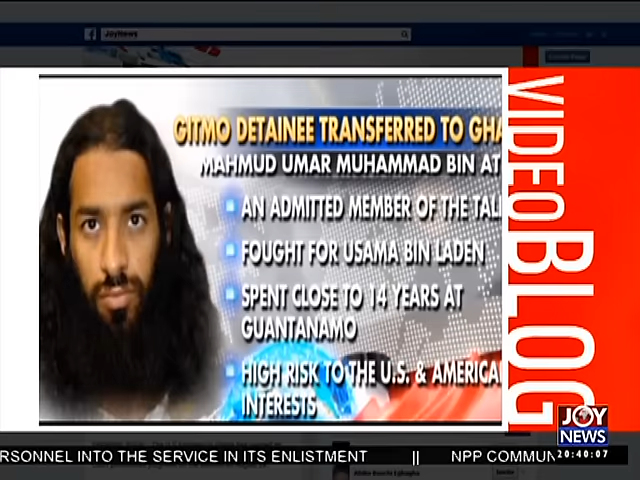 JoyNews
GITMO DETAINEE TRANSFERRED TO GHA
MAHMUD UMAR MUHAMMAD BIN AT
AN ADMITTED MEMBER OF THE TAL
FOUGHT FOR USAMA BIN LADEN
SPENT CLOSE TO 14 YEARS AT
GUANTANAMO
HIGH RISK TO THE U.S. & AMERICA
INTERESTS
VIDEO BLOG
JOY
NEWS
20:40:07
RSONNEL INTO THE SERVICE IN ITS ENLISTMENT || NPP COMMUN